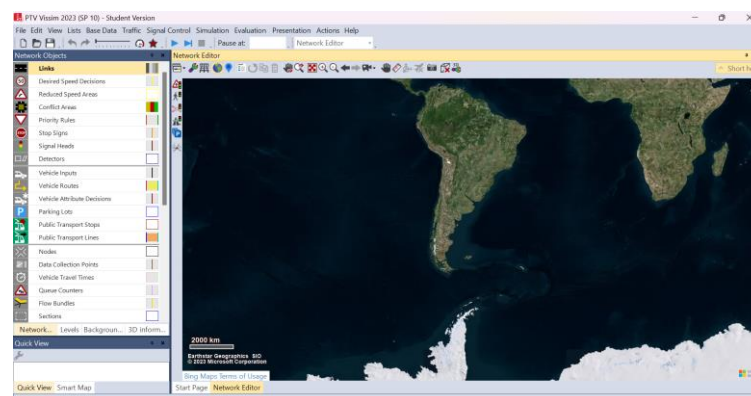 PTV Vissim 2023 (SP 10) - Student Version
File Edit View Lists Base Data Traffic Signal Control Simulation Evaluation Presentation Actions Help
Pause at: Network Editor
Network Objects
Links
Desired Speed Decisions
Reduced Speed Areas
Conflict Areas
Priority Rules
Stop Signs
Signal Heads
Detectors
Vehicle Inputs
Vehicle Routes
Vehicle Attribute Decisions
Parking Lots
Public Transport Stops
Public Transport Lines
Nodes
Data Collection Points
Vehicle Travel Times
Queue Counters
Flow Bundles
Sections
Network... Levels Backgroun... 3D inform...
Quick View
Quick View Smart Map
Network Editor
Short
2000 km
Earthstar Geographics SIO
© 2023 Microsoft Corporation
Bing Maps Terms of Usage
Start Page Network Editor